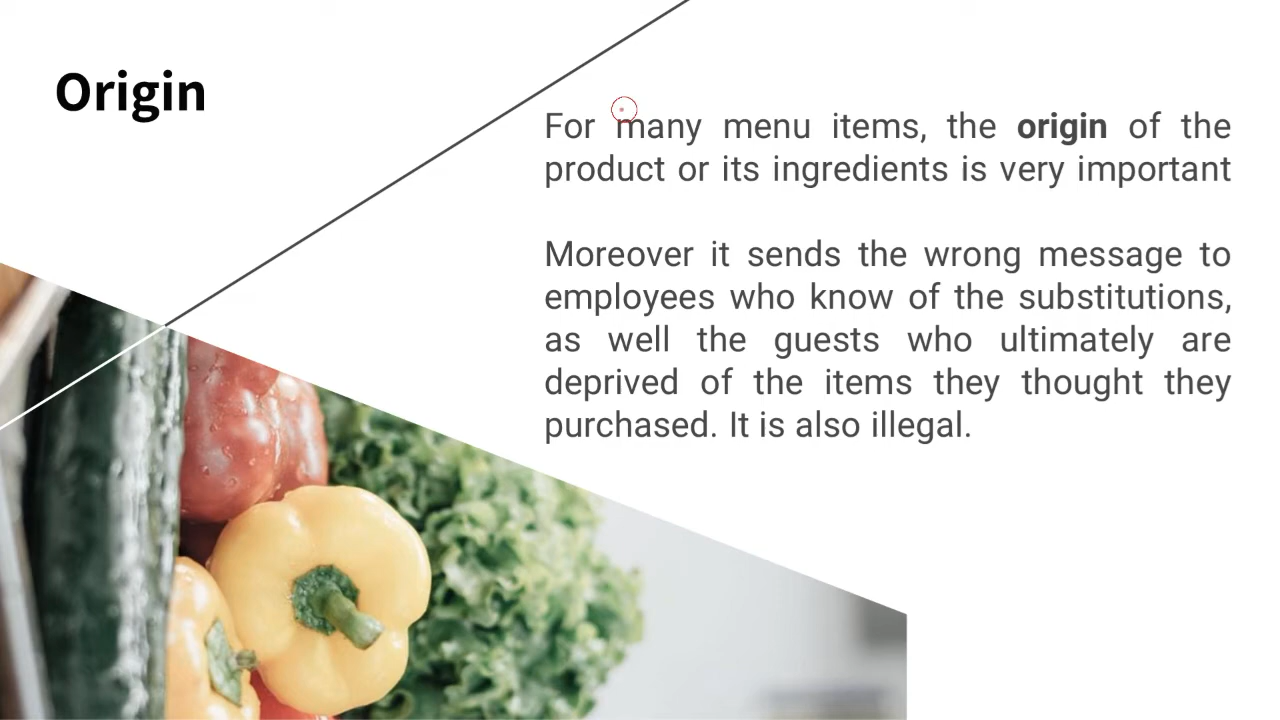 Origin
For many menu items, the origin of the
product or its ingredients is very important
Moreover it sends the wrong message to
employees who know of the substitutions,
as well the guests who ultimately are
deprived of the items they thought they
purchased. It is also illegal.